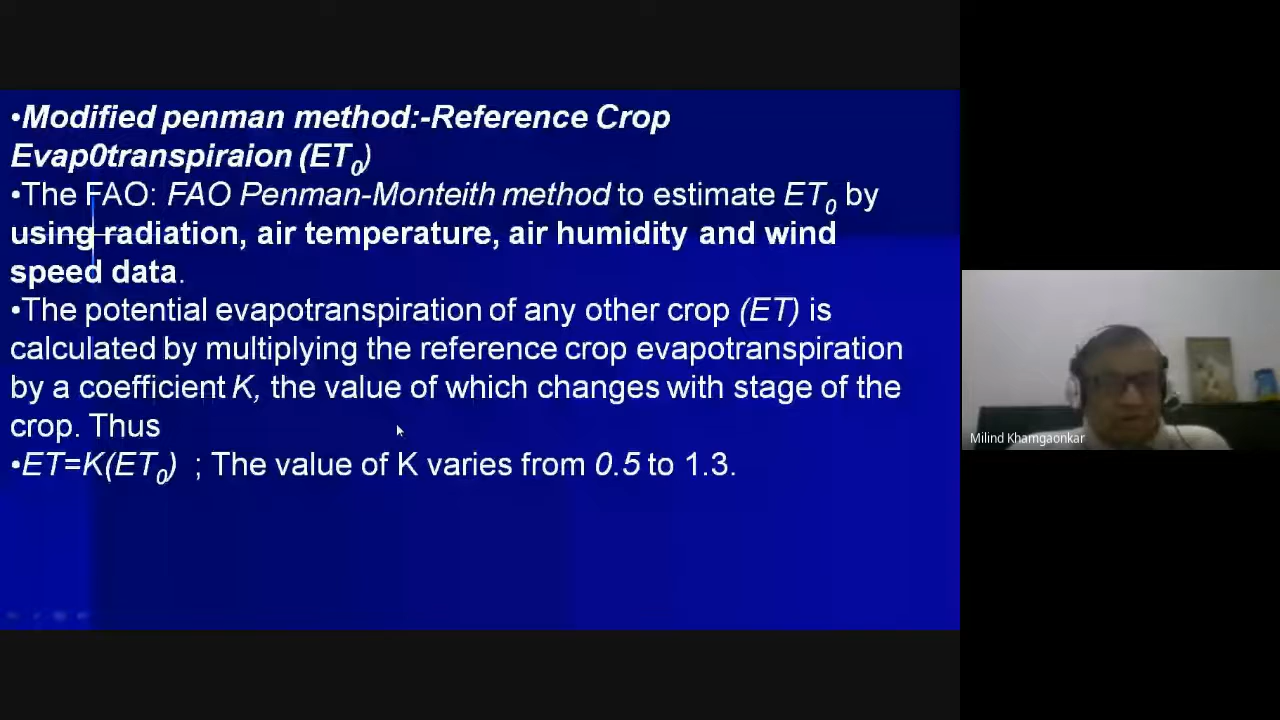 •Modified penman method:-Reference Crop
Evap0transpiraion (ET0)
•The FAO: FAO Penman-Monteith method to estimate ET0 by
using radiation, air temperature, air humidity and wind
speed data.
•The potential evapotranspiration of any other crop (ET) is
calculated by multiplying the reference crop evapotranspiration
by a coefficient K, the value of which changes with stage of the
crop. Thus
•ET=K(ET0) ; The value of K varies from 0.5 to 1.3.
Milind Khamgaonkar